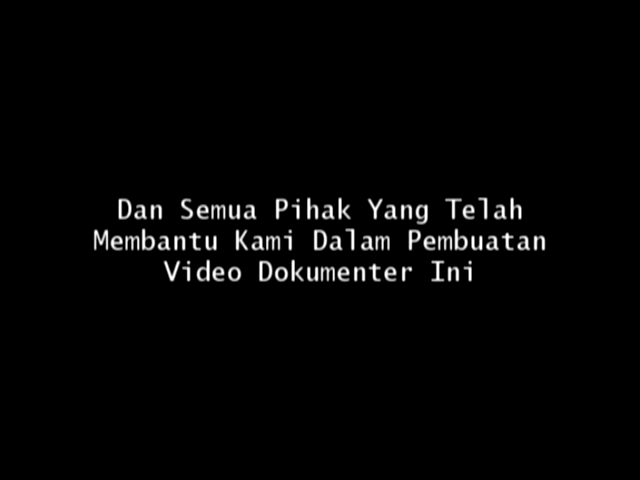 Dan Semua Pihak Yang Telah
Membantu Kami Dalam Pembuatan
Video Dokumenter Ini